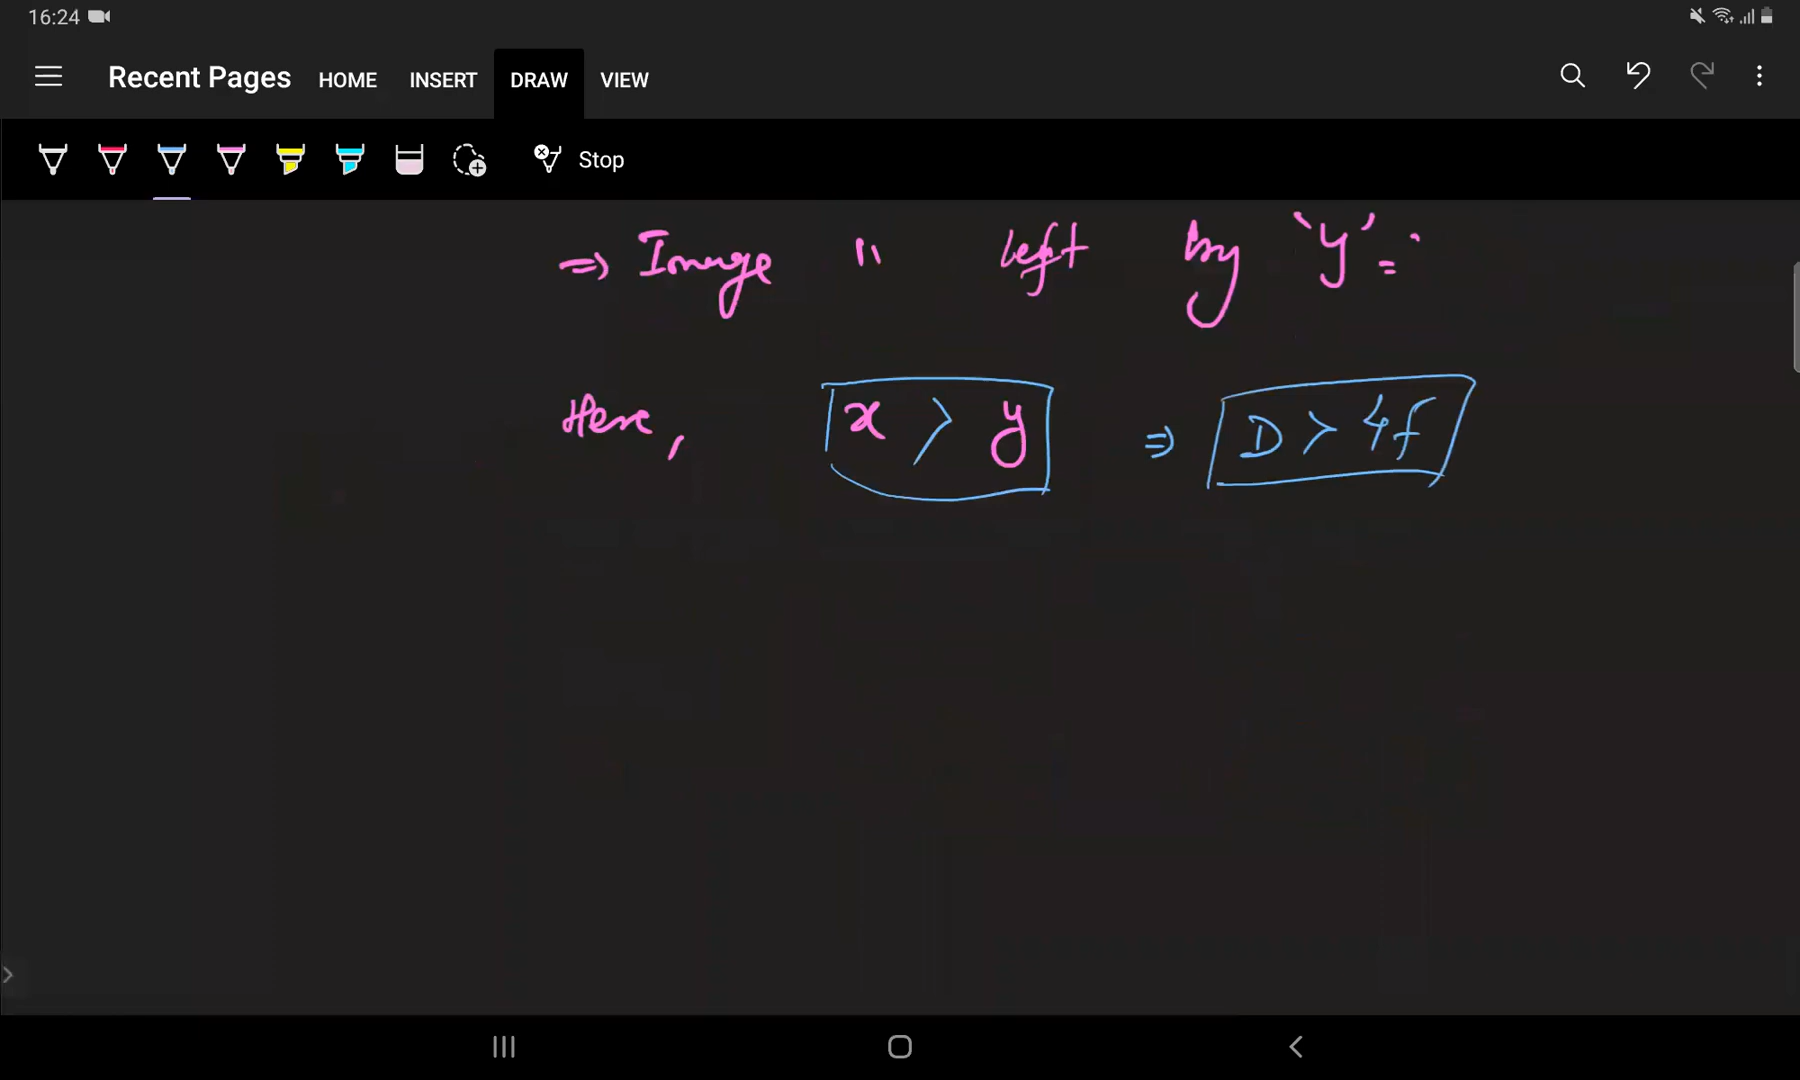 16:24
Recent Pages HOME INSERT DRAW VIEW
Stop
⇒ Image " left by 'y' =
Here, x > y ⇒ D > 4f